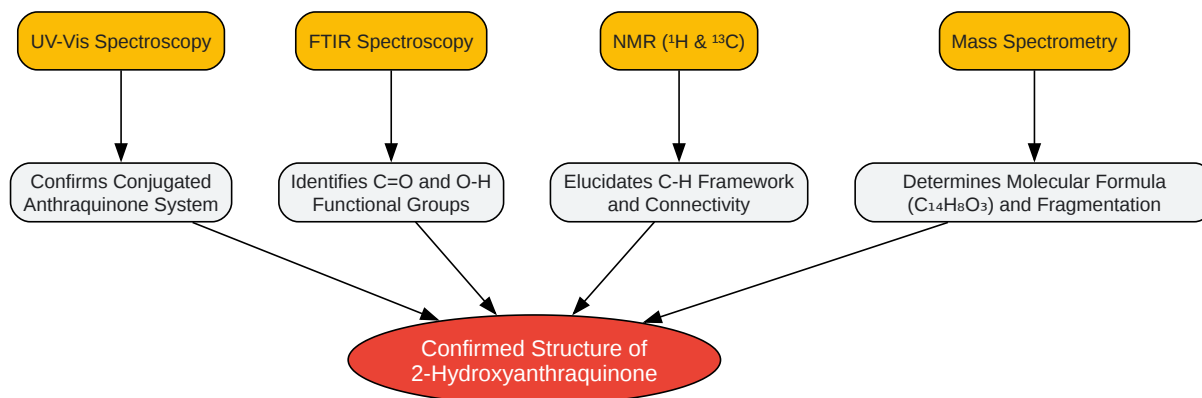 UV-Vis Spectroscopy
FTIR Spectroscopy
NMR (¹H & ¹³C)
Mass Spectrometry
Confirms Conjugated
Anthraquinone System
Identifies C=O and O-H
Functional Groups
Elucidates C-H Framework
and Connectivity
Determines Molecular Formula
(C₁₄H₈O₃) and Fragmentation
Confirmed Structure of
2-Hydroxyanthraquinone